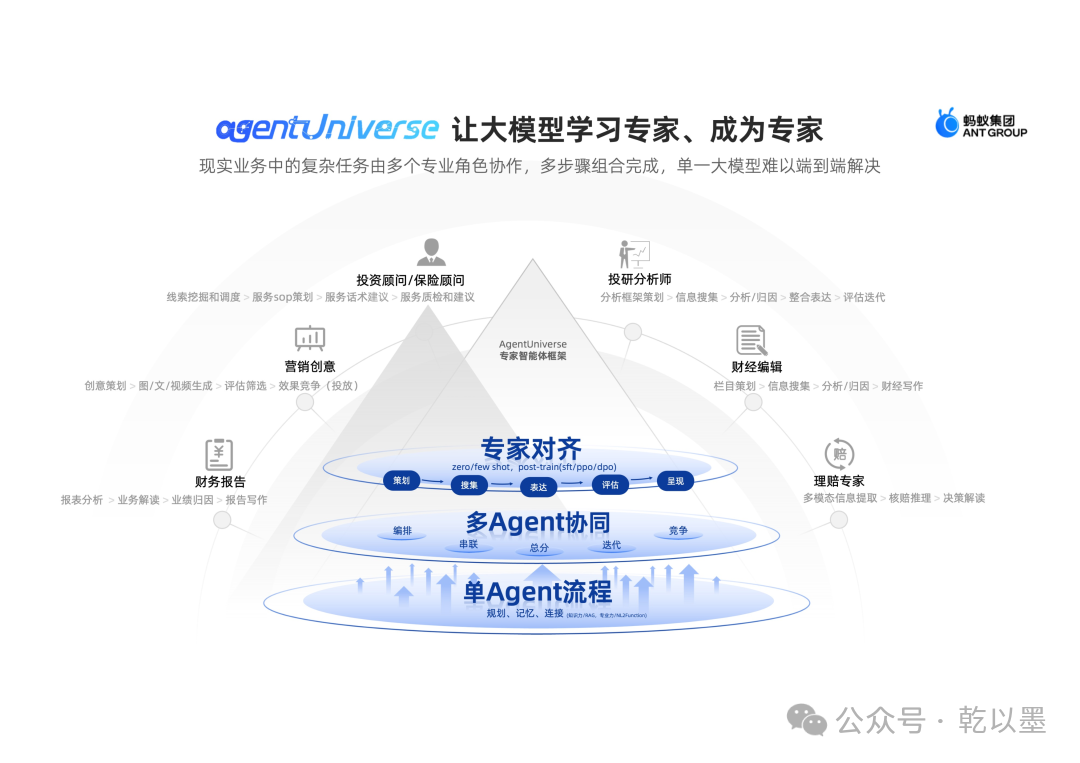 agentUniverse 让大模型学习专家、成为专家
蚂蚁集团
ANT GROUP
现实业务中的复杂任务由多个专业角色协作，多步骤组合完成，单一大模型难以端到端解决
投资顾问/保险顾问
线索挖掘和调度 > 服务sop策划 > 服务话术建议 > 服务质检和建议
投研分析师
分析框架策划 > 信息搜集 > 分析/归因 > 整合表达 > 评估迭代
AgentUniverse
专家智能体框架
营销创意
创意策划 > 图/文/视频生成 > 评估筛选 > 效果竞争（投放）
财经编辑
栏目策划 > 信息搜集 > 分析/归因 > 财经写作
财务报告
报表分析 > 业务解读 > 业绩归因 > 报告写作
赔
理赔专家
多模态信息提取 > 核赔推理 > 决策解读
专家对齐
zero/few shot，post-train(sft/ppo/dpo)
策划
搜集
表达
评估
呈现
多Agent协同
编排
串联
总分
迭代
竞争
单Agent流程
规划、记忆、连接 (知识力/RAG、专业力/NL2Function)
公众号 · 乾以墨